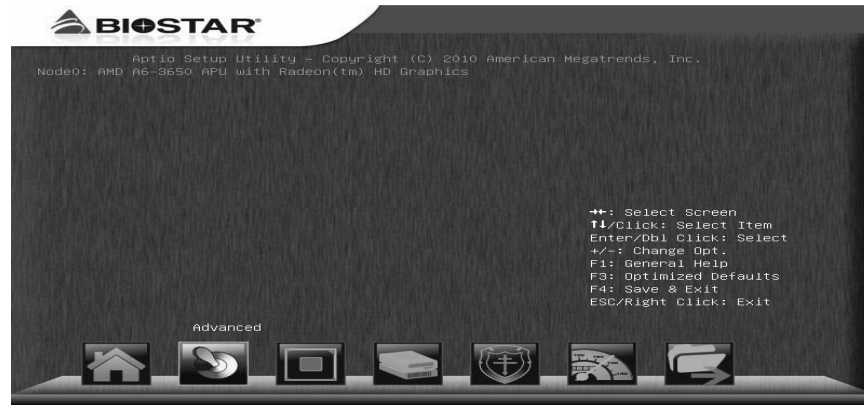 BIOSTAR
Aptio Setup Utility - Copyright (C) 2010 American Megatrends, Inc.
Node0: AMD A6-3650 APU with Radeon(tm) HD Graphics
→←: Select Screen
↑↓/Click: Select Item
Enter/Dbl Click: Select
+/-: Change Opt.
F1: General Help
F3: Optimized Defaults
F4: Save & Exit
ESC/Right Click: Exit
Advanced